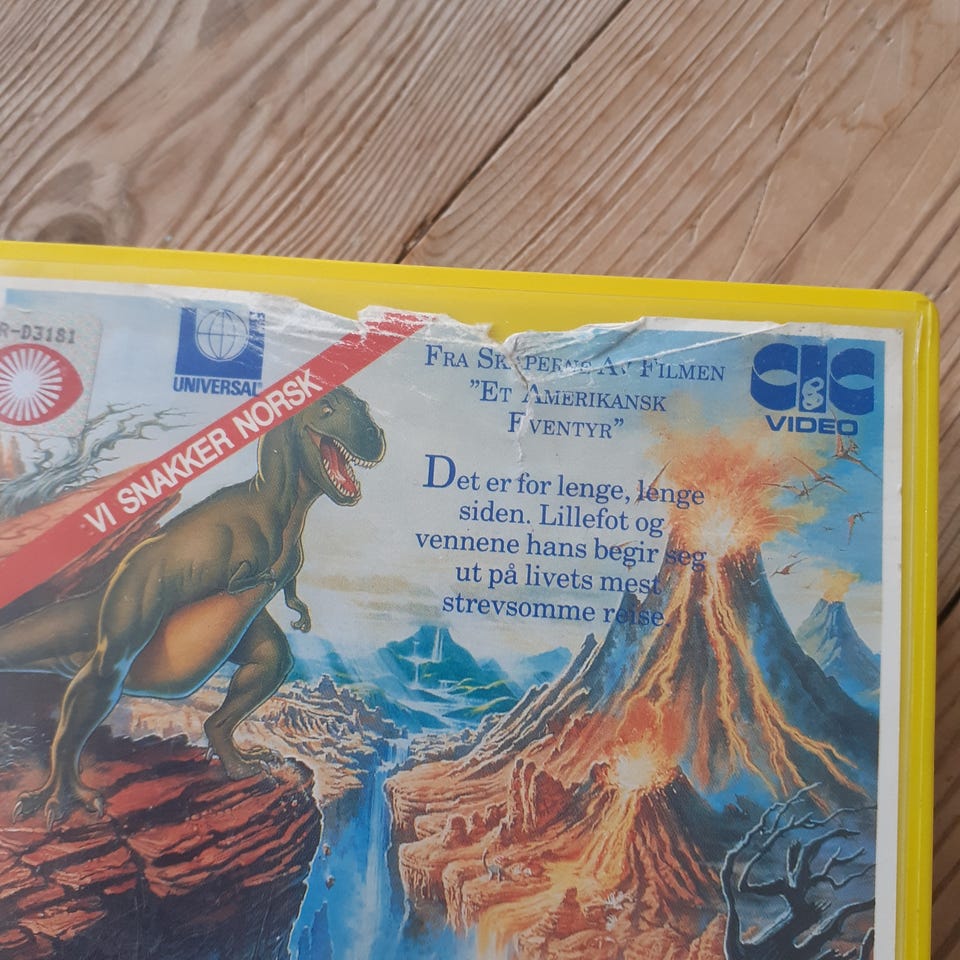 R-D3181
UNIVERSAL
VI SNAKKER NORSK
FRA SKAPERNE AV FILMEN
"ET AMERIKANSK
EVENTYR"
CIC
VIDEO
Det er for lenge, lenge
siden. Lillefot og
vennene hans begir seg
ut på livets mest
strevsomme reise